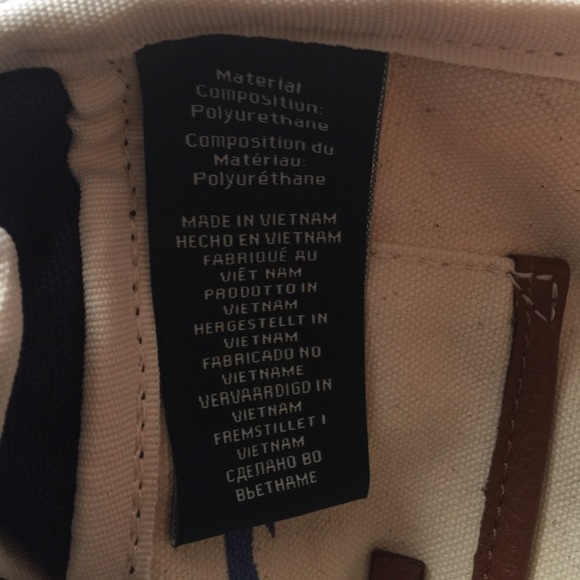 Material
Composition:
Polyurethane
Composition du
Matériau:
Polyuréthane
MADE IN VIETNAM
HECHO EN VIETNAM
FABRIQUÉ AU
VIÊT NAM
PRODOTTO IN
VIETNAM
HERGESTELLT IN
VIETNAM
FABRICADO NO
VIETNAME
VERVAARDIGD IN
VIETNAM
FREMSTILLET I
VIETNAM
СДЕЛАНО ВО
ВЬЕТНАМЕ